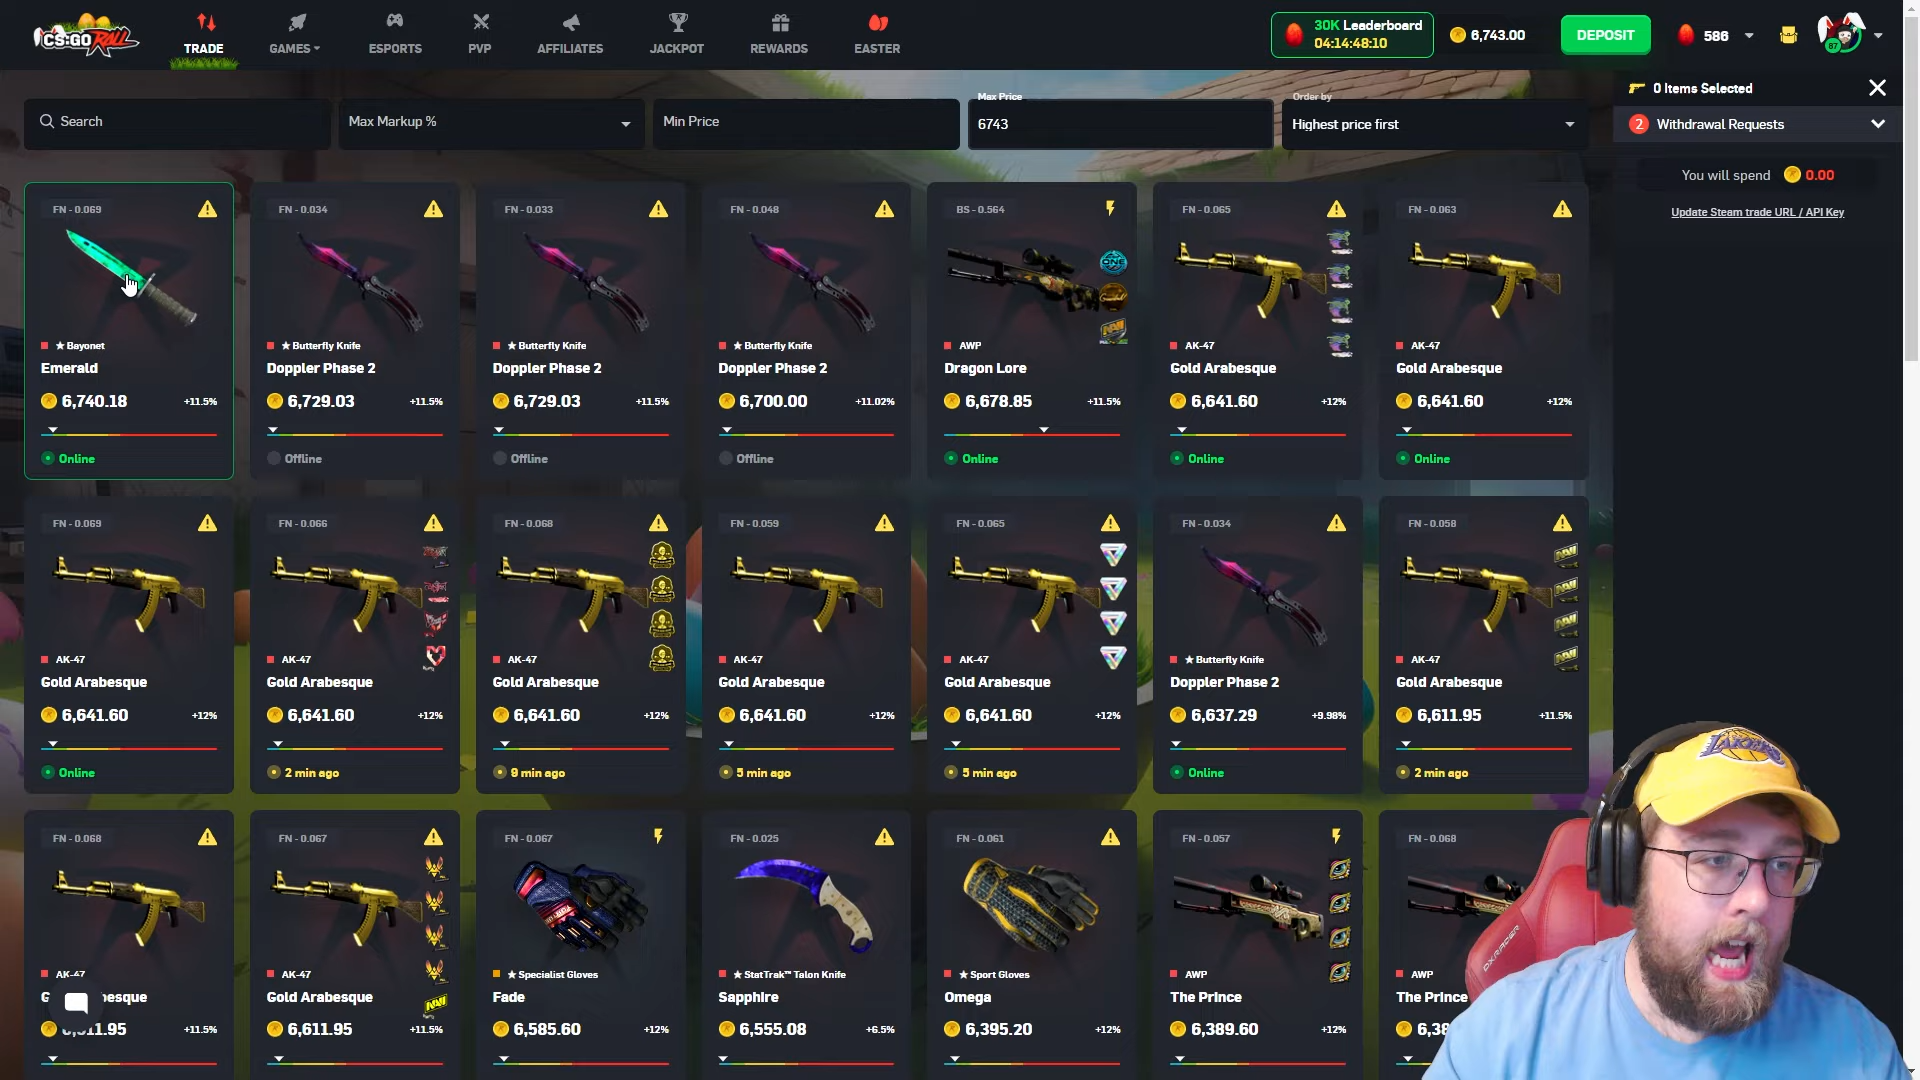 CS:GO ROLL
TRADE
GAMES
ESPORTS
PVP
AFFILIATES
JACKPOT
REWARDS
EASTER
30K Leaderboard
04:14:48:10
6,743.00
DEPOSIT
586
87
Search
Max Markup %
Min Price
Max Price
6743
Order by
Highest price first
0 Items Selected
2 Withdrawal Requests
You will spend 0.00
Update Steam trade URL / API Key
FN - 0.069
★ Bayonet
Emerald
6,740.18 +11.5%
Online
FN - 0.034
★ Butterfly Knife
Doppler Phase 2
6,729.03 +11.5%
Offline
FN - 0.033
★ Butterfly Knife
Doppler Phase 2
6,729.03 +11.5%
Offline
FN - 0.048
★ Butterfly Knife
Doppler Phase 2
6,700.00 +11.02%
Offline
BS - 0.564
ONE
AWP
Dragon Lore
6,678.85 +11.5%
Online
FN - 0.065
AK-47
Gold Arabesque
6,641.60 +12%
Online
FN - 0.063
AK-47
Gold Arabesque
6,641.60 +12%
Online
FN - 0.069
AK-47
Gold Arabesque
6,641.60 +12%
Online
FN - 0.066
AK-47
Gold Arabesque
6,641.60 +12%
2 min ago
FN - 0.068
AK-47
Gold Arabesque
6,641.60 +12%
9 min ago
FN - 0.059
AK-47
Gold Arabesque
6,641.60 +12%
5 min ago
FN - 0.065
AK-47
Gold Arabesque
6,641.60 +12%
5 min ago
FN - 0.034
★ Butterfly Knife
Doppler Phase 2
6,637.29 +9.98%
Online
FN - 0.058
AK-47
Gold Arabesque
6,611.95 +11.5%
2 min ago
FN - 0.068
AK-47
besque
11.95 +11.5%
FN - 0.067
AK-47
Gold Arabesque
6,611.95 +11.5%
FN - 0.067
★ Specialist Gloves
Fade
6,585.60 +12%
FN - 0.025
★ StatTrak™ Talon Knife
Sapphire
6,555.08 +6.5%
FN - 0.061
★ Sport Gloves
Omega
6,395.20 +12%
FN - 0.057
AWP
The Prince
6,389.60 +12%
FN - 0.068
AWP
The Prince
6,38
LAKERS
DXRACER